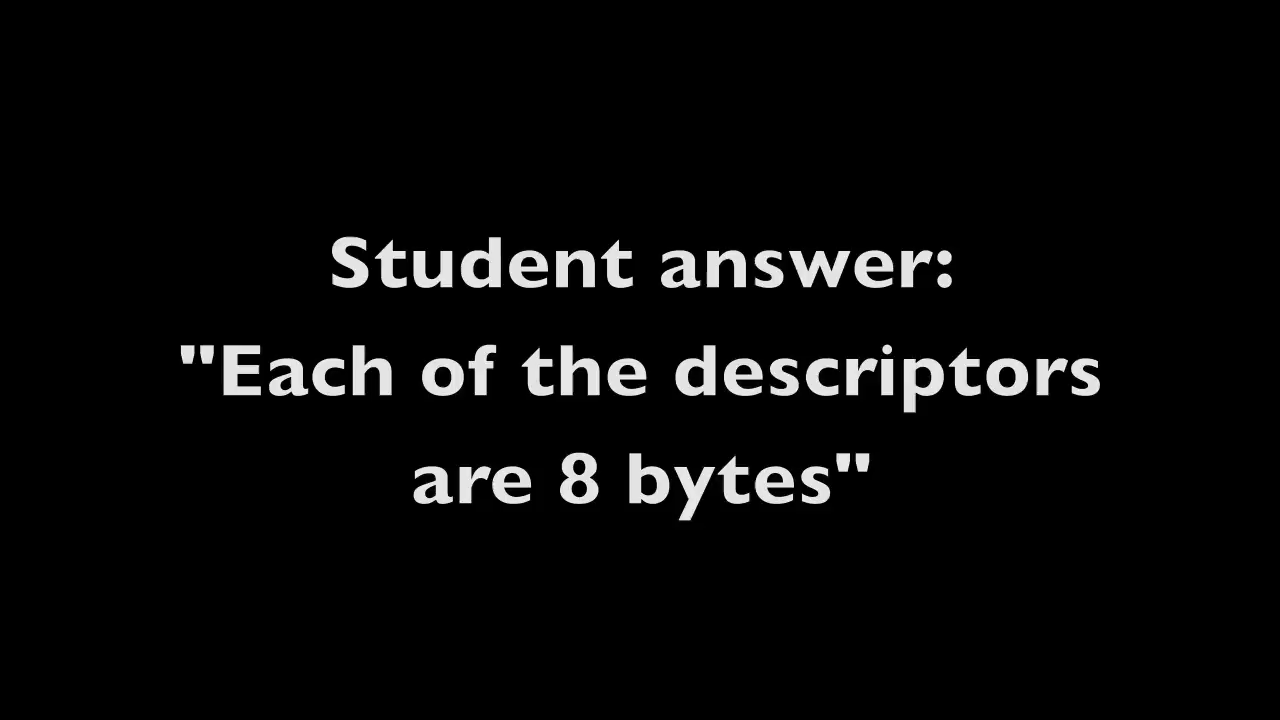 Student answer:
"Each of the descriptors
are 8 bytes"